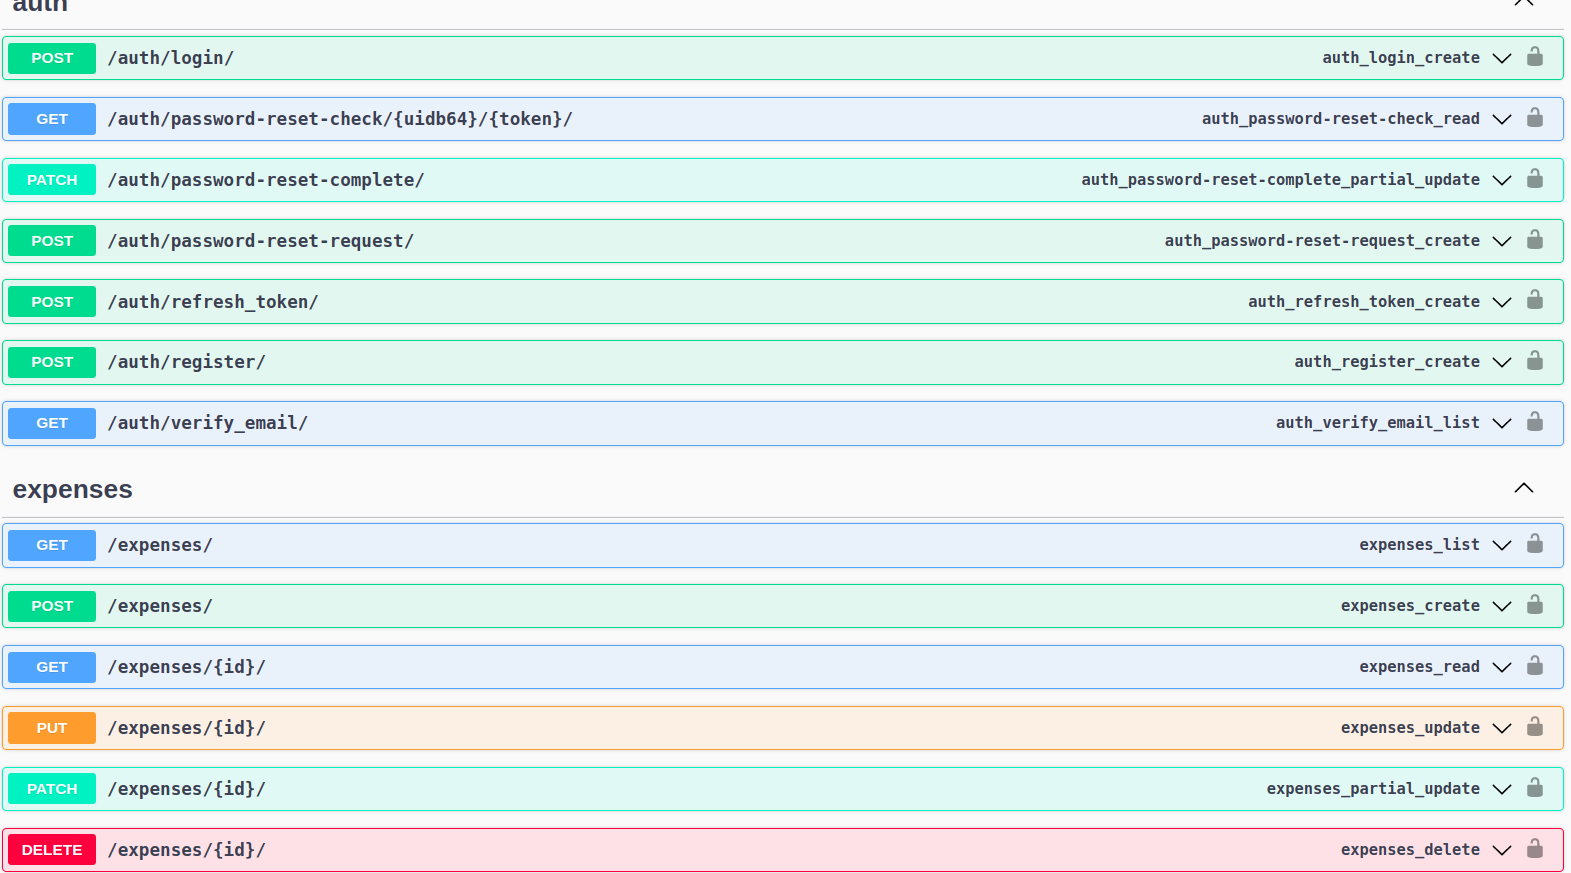 auth
POST /auth/login/ auth_login_create
GET /auth/password-reset-check/{uidb64}/{token}/ auth_password-reset-check_read
PATCH /auth/password-reset-complete/ auth_password-reset-complete_partial_update
POST /auth/password-reset-request/ auth_password-reset-request_create
POST /auth/refresh_token/ auth_refresh_token_create
POST /auth/register/ auth_register_create
GET /auth/verify_email/ auth_verify_email_list
expenses
GET /expenses/ expenses_list
POST /expenses/ expenses_create
GET /expenses/{id}/ expenses_read
PUT /expenses/{id}/ expenses_update
PATCH /expenses/{id}/ expenses_partial_update
DELETE /expenses/{id}/ expenses_delete